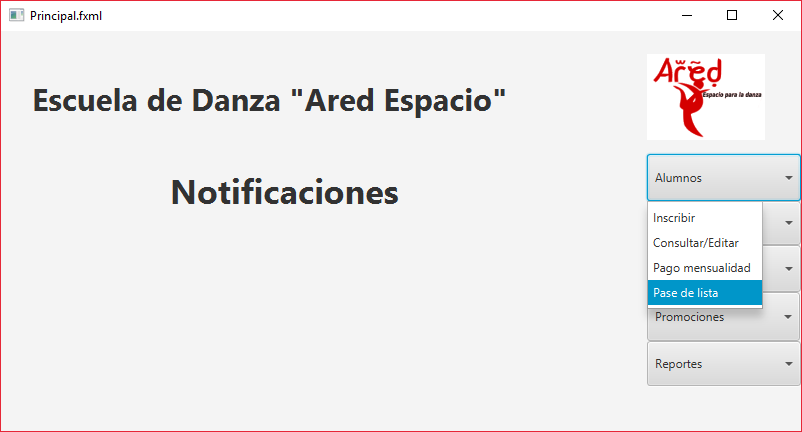 Principal.fxml
Escuela de Danza "Ared Espacio"
Ared
Espacio para la danza
Notificaciones
Alumnos
Inscribir
Consultar/Editar
Pago mensualidad
Pase de lista
Promociones
Reportes